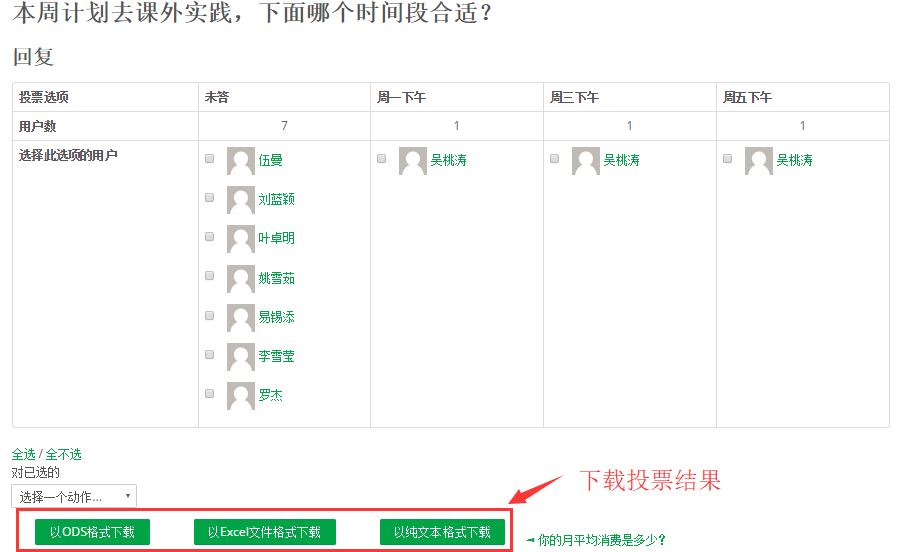 本周计划去课外实践，下面哪个时间段合适？
回复
投票选项 未答 周一下午 周三下午 周五下午
用户数 7 1 1 1
选择此选项的用户 伍曼 吴桃涛 吴桃涛 吴桃涛
刘蓝颖
叶卓明
姚雪茹
易锡添
李雪莹
罗杰
全选 / 全不选
对已选的
选择一个动作...
下载投票结果
以ODS格式下载 以Excel文件格式下载 以纯文本格式下载 ◄ 你的月平均消费是多少？